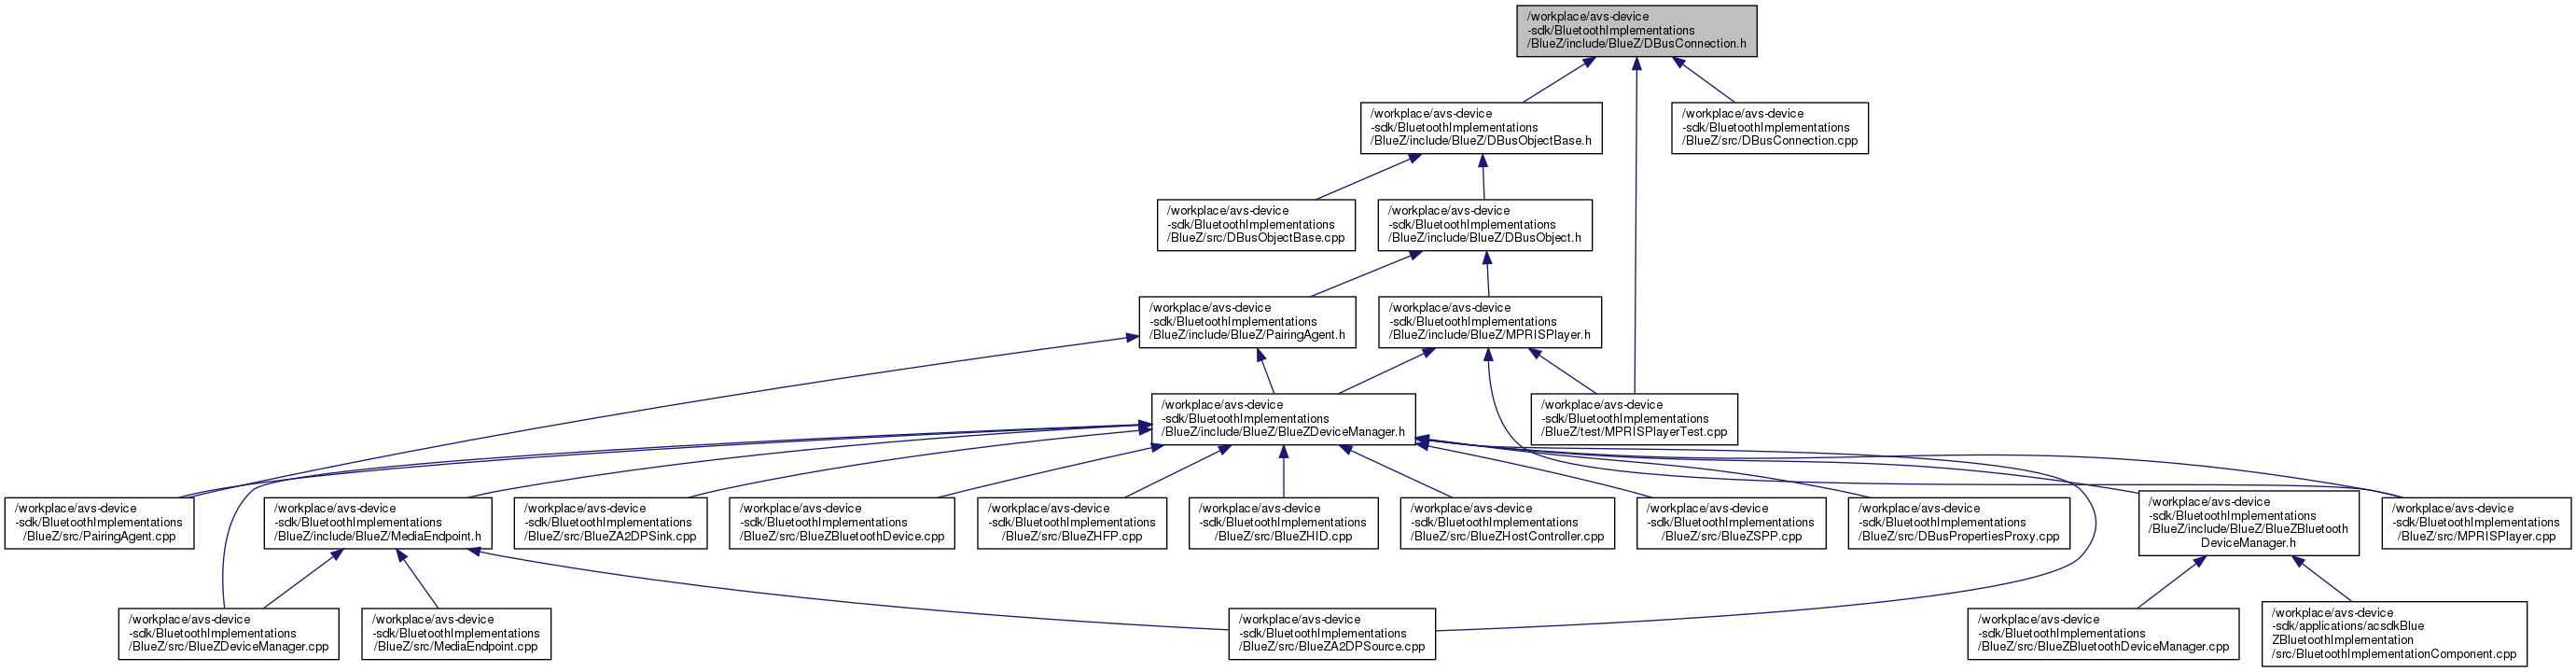 /workplace/avs-device
-sdk/BluetoothImplementations
/BlueZ/include/BlueZ/DBusConnection.h
/workplace/avs-device
-sdk/BluetoothImplementations
/BlueZ/include/BlueZ/DBusObjectBase.h
/workplace/avs-device
-sdk/BluetoothImplementations
/BlueZ/src/DBusConnection.cpp
/workplace/avs-device
-sdk/BluetoothImplementations
/BlueZ/src/DBusObjectBase.cpp
/workplace/avs-device
-sdk/BluetoothImplementations
/BlueZ/include/BlueZ/DBusObject.h
/workplace/avs-device
-sdk/BluetoothImplementations
/BlueZ/include/BlueZ/PairingAgent.h
/workplace/avs-device
-sdk/BluetoothImplementations
/BlueZ/include/BlueZ/MPRISPlayer.h
/workplace/avs-device
-sdk/BluetoothImplementations
/BlueZ/include/BlueZ/BlueZDeviceManager.h
/workplace/avs-device
-sdk/BluetoothImplementations
/BlueZ/test/MPRISPlayerTest.cpp
/workplace/avs-device
-sdk/BluetoothImplementations
/BlueZ/src/PairingAgent.cpp
/workplace/avs-device
-sdk/BluetoothImplementations
/BlueZ/include/BlueZ/MediaEndpoint.h
/workplace/avs-device
-sdk/BluetoothImplementations
/BlueZ/src/BlueZA2DPSink.cpp
/workplace/avs-device
-sdk/BluetoothImplementations
/BlueZ/src/BlueZBluetoothDevice.cpp
/workplace/avs-device
-sdk/BluetoothImplementations
/BlueZ/src/BlueZHFP.cpp
/workplace/avs-device
-sdk/BluetoothImplementations
/BlueZ/src/BlueZHID.cpp
/workplace/avs-device
-sdk/BluetoothImplementations
/BlueZ/src/BlueZHostController.cpp
/workplace/avs-device
-sdk/BluetoothImplementations
/BlueZ/src/BlueZSPP.cpp
/workplace/avs-device
-sdk/BluetoothImplementations
/BlueZ/src/DBusPropertiesProxy.cpp
/workplace/avs-device
-sdk/BluetoothImplementations
/BlueZ/include/BlueZ/BlueZBluetooth
DeviceManager.h
/workplace/avs-device
-sdk/BluetoothImplementations
/BlueZ/src/MPRISPlayer.cpp
/workplace/avs-device
-sdk/BluetoothImplementations
/BlueZ/src/BlueZDeviceManager.cpp
/workplace/avs-device
-sdk/BluetoothImplementations
/BlueZ/src/MediaEndpoint.cpp
/workplace/avs-device
-sdk/BluetoothImplementations
/BlueZ/src/BlueZA2DPSource.cpp
/workplace/avs-device
-sdk/BluetoothImplementations
/BlueZ/src/BlueZBluetoothDeviceManager.cpp
/workplace/avs-device
-sdk/applications/acsdkBlue
ZBluetoothImplementation
/src/BluetoothImplementationComponent.cpp